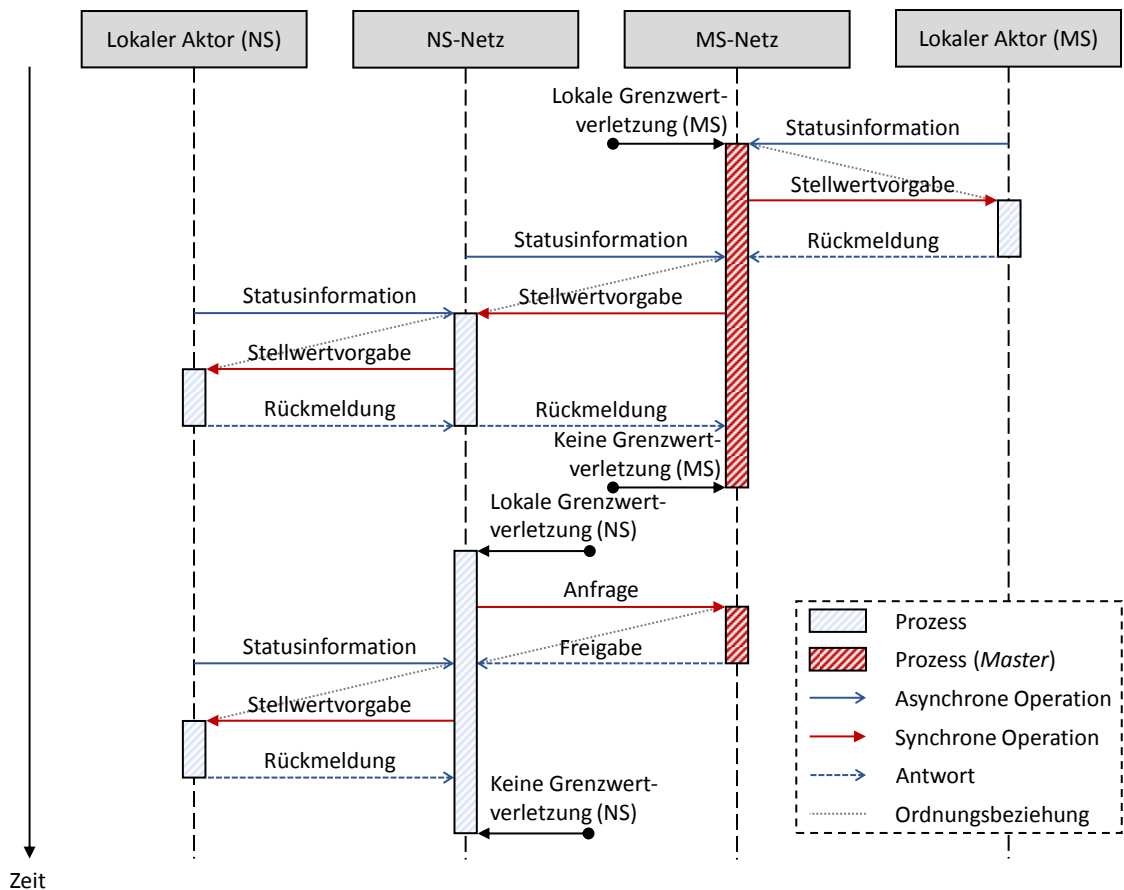 Lokaler Aktor (NS)
NS-Netz
MS-Netz
Lokaler Aktor (MS)
Lokale Grenzwert-
verletzung (MS)
Statusinformation
Stellwertvorgabe
Statusinformation
Rückmeldung
Statusinformation
Stellwertvorgabe
Stellwertvorgabe
Rückmeldung
Rückmeldung
Keine Grenzwert-
verletzung (MS)
Lokale Grenzwert-
verletzung (NS)
Anfrage
Statusinformation
Freigabe
Stellwertvorgabe
Rückmeldung
Keine Grenzwert-
verletzung (NS)
Prozess
Prozess (Master)
Asynchrone Operation
Synchrone Operation
Antwort
Ordnungsbeziehung
Zeit